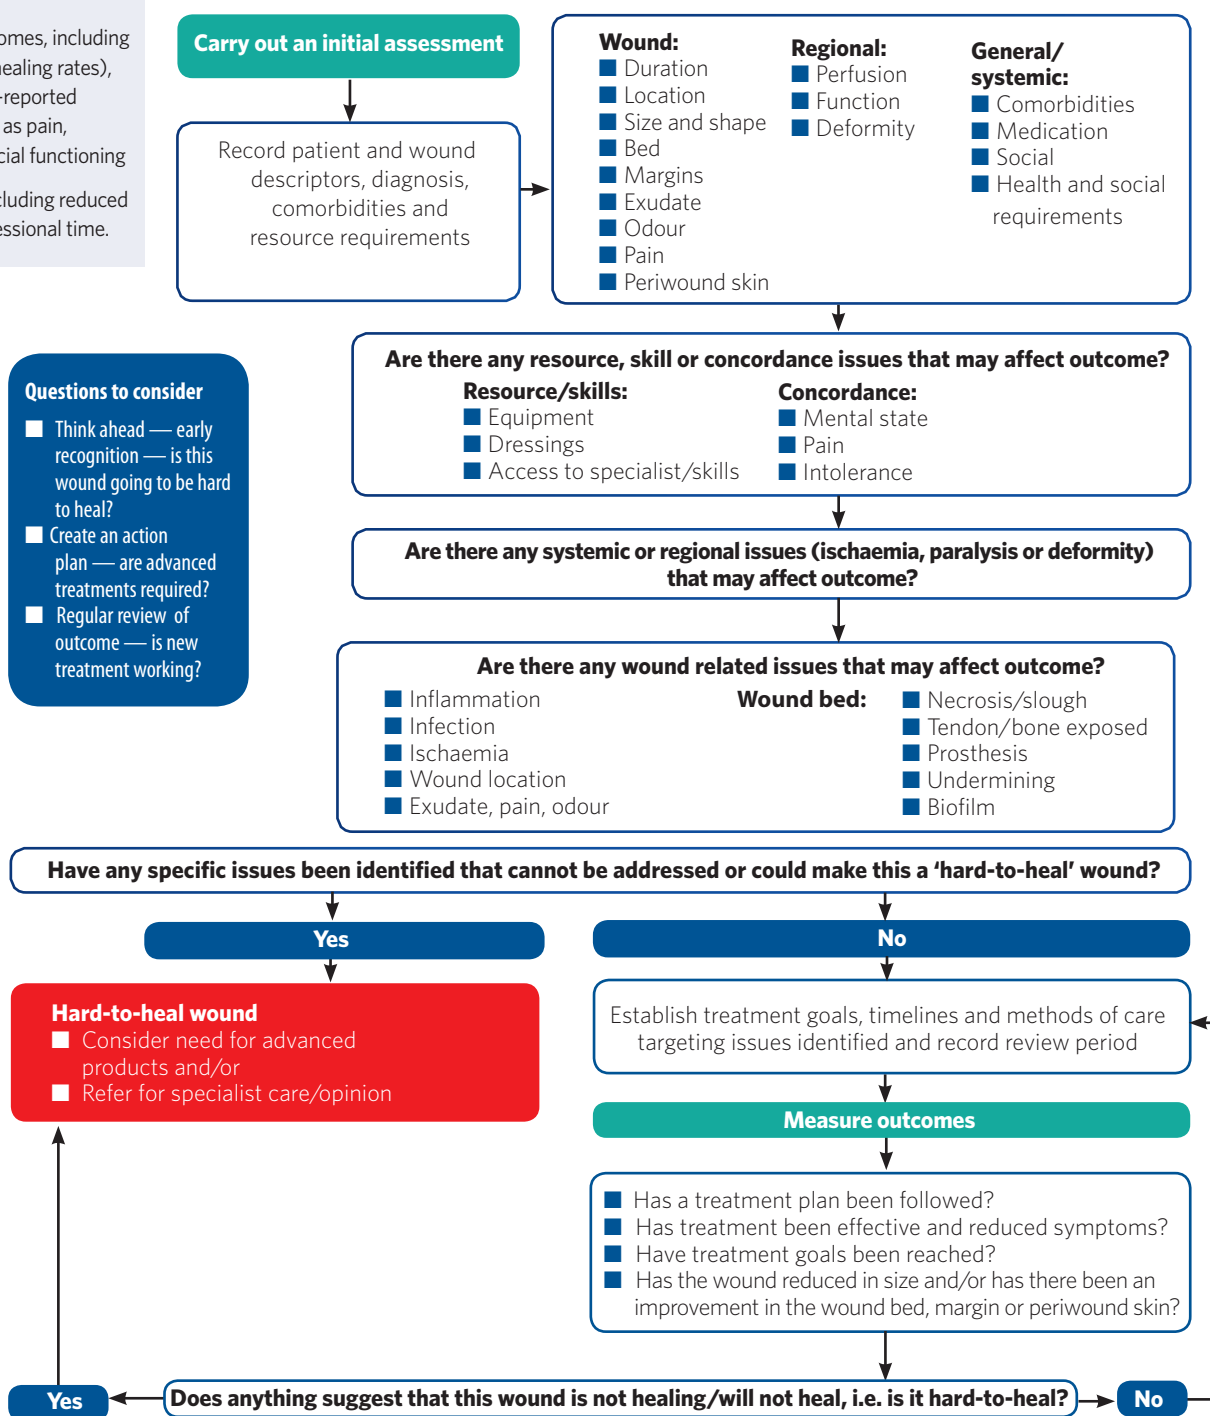 omes, including
healing rates),
-reported
as pain,
cial functioning
cluding reduced
essional time.
Carry out an initial assessment
Record patient and wound
descriptors, diagnosis,
comorbidities and
resource requirements
Wound:
Duration
Location
Size and shape
Bed
Margins
Exudate
Odour
Pain
Periwound skin
Regional:
Perfusion
Function
Deformity
General/
systemic:
Comorbidities
Medication
Social
Health and social
requirements
Are there any resource, skill or concordance issues that may affect outcome?
Resource/skills:
Equipment
Dressings
Access to specialist/skills
Concordance:
Mental state
Pain
Intolerance
Questions to consider
Think ahead — early
recognition — is this
wound going to be hard
to heal?
Create an action
plan — are advanced
treatments required?
Regular review of
outcome — is new
treatment working?
Are there any systemic or regional issues (ischaemia, paralysis or deformity)
that may affect outcome?
Are there any wound related issues that may affect outcome?
Inflammation
Infection
Ischaemia
Wound location
Exudate, pain, odour
Wound bed:
Necrosis/slough
Tendon/bone exposed
Prosthesis
Undermining
Biofilm
Have any specific issues been identified that cannot be addressed or could make this a ‘hard-to-heal’ wound?
Yes
No
Hard-to-heal wound
Consider need for advanced
products and/or
Refer for specialist care/opinion
Establish treatment goals, timelines and methods of care
targeting issues identified and record review period
Measure outcomes
Has a treatment plan been followed?
Has treatment been effective and reduced symptoms?
Have treatment goals been reached?
Has the wound reduced in size and/or has there been an
improvement in the wound bed, margin or periwound skin?
Yes
Does anything suggest that this wound is not healing/will not heal, i.e. is it hard-to-heal?
No